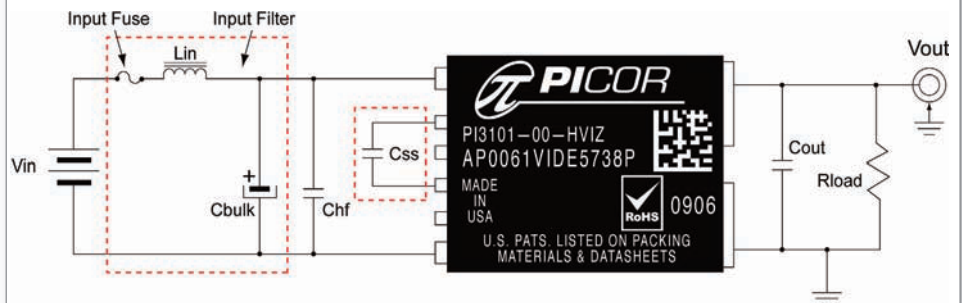 Input Fuse
Input Filter
Lin
Vin
Cbulk
Chf
Css
PICOR
PI3101-00-HVIZ
AP0061VIDE5738P
MADE
IN
USA
RoHS
0906
U.S. PATS. LISTED ON PACKING
MATERIALS & DATASHEETS
Cout
Rload
Vout